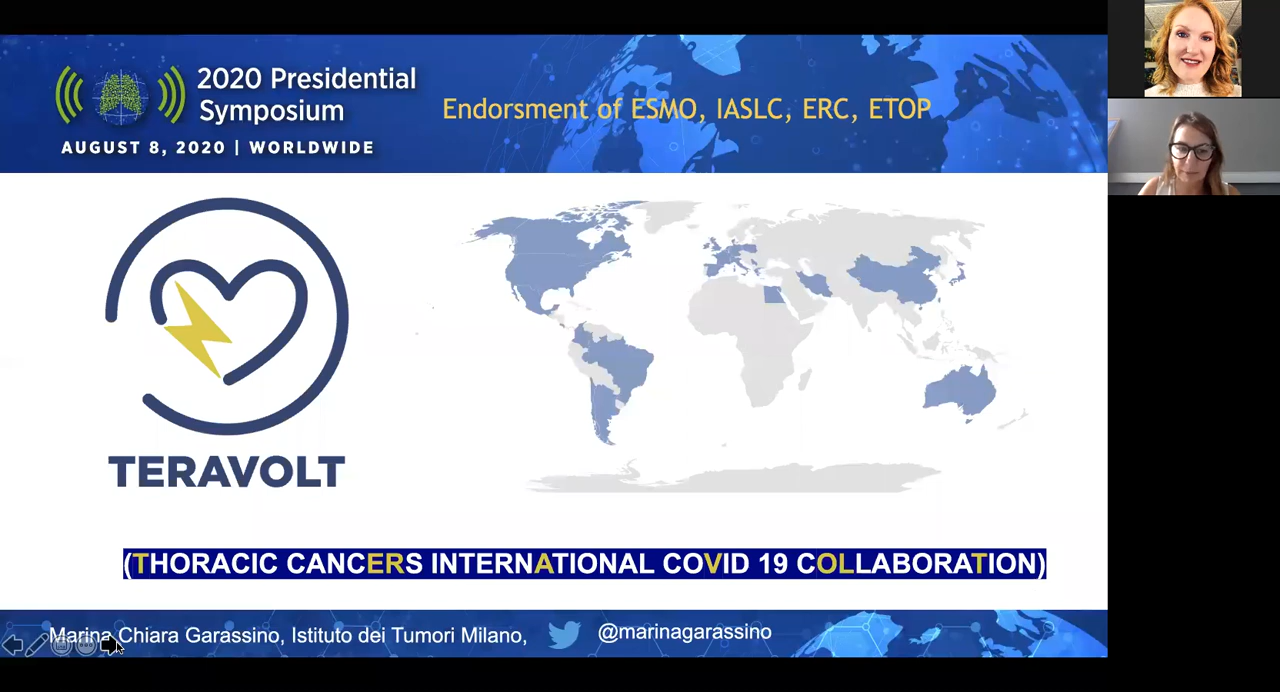 2020 Presidential
Symposium
AUGUST 8, 2020 | WORLDWIDE
Endorsment of ESMO, IASLC, ERC, ETOP
TERAVOLT
(THORACIC CANCERS INTERNATIONAL COVID 19 COLLABORATION)
Marina Chiara Garassino, Istituto dei Tumori Milano,
@marinagarassino